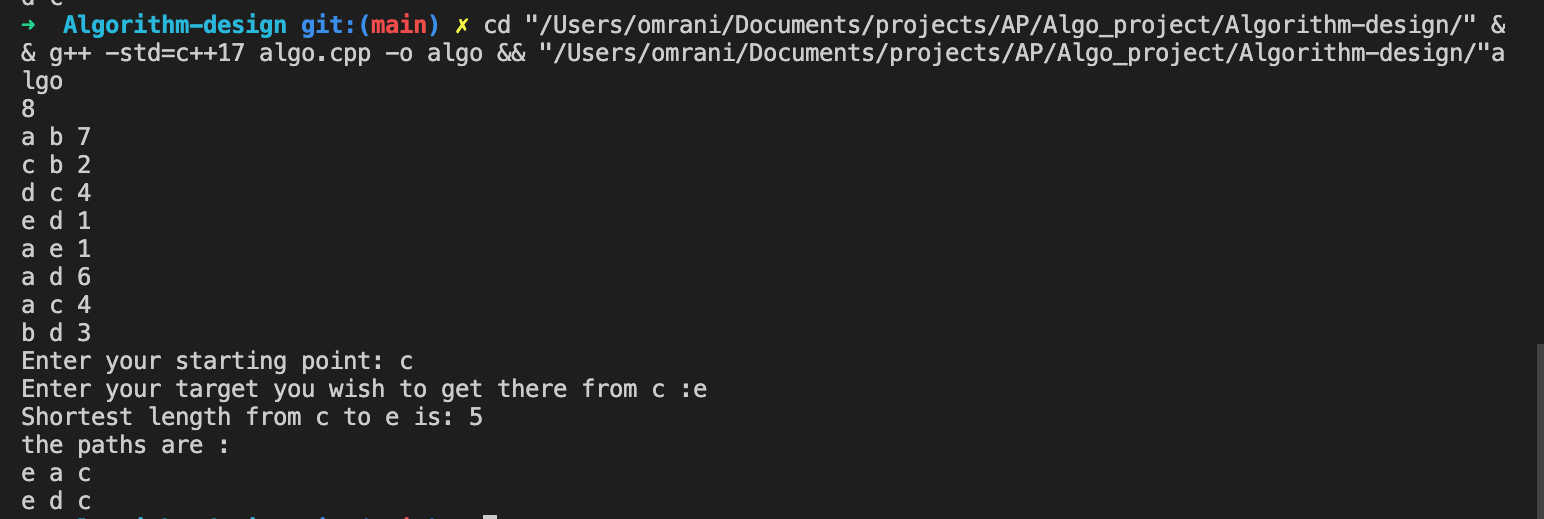 → Algorithm-design git:(main) ✗ cd "/Users/omrani/Documents/projects/AP/Algo_project/Algorithm-design/" &
& g++ -std=c++17 algo.cpp -o algo && "/Users/omrani/Documents/projects/AP/Algo_project/Algorithm-design/"a
lgo
8
a b 7
c b 2
d c 4
e d 1
a e 1
a d 6
a c 4
b d 3
Enter your starting point: c
Enter your target you wish to get there from c :e
Shortest length from c to e is: 5
the paths are :
e a c
e d c